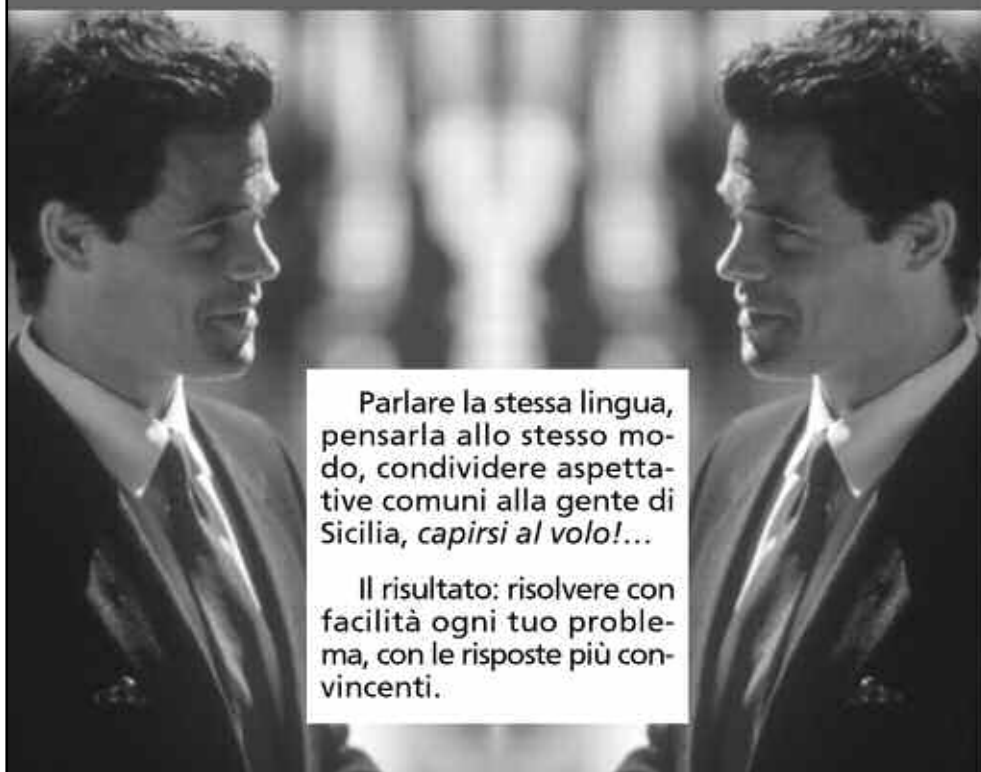 Parlare la stessa lingua,
pensarla allo stesso mo-
do, condividere aspetta-
tive comuni alla gente di
Sicilia, capirsi al volo!...
Il risultato: risolvere con
facilità ogni tuo proble-
ma, con le risposte più con-
vincenti.